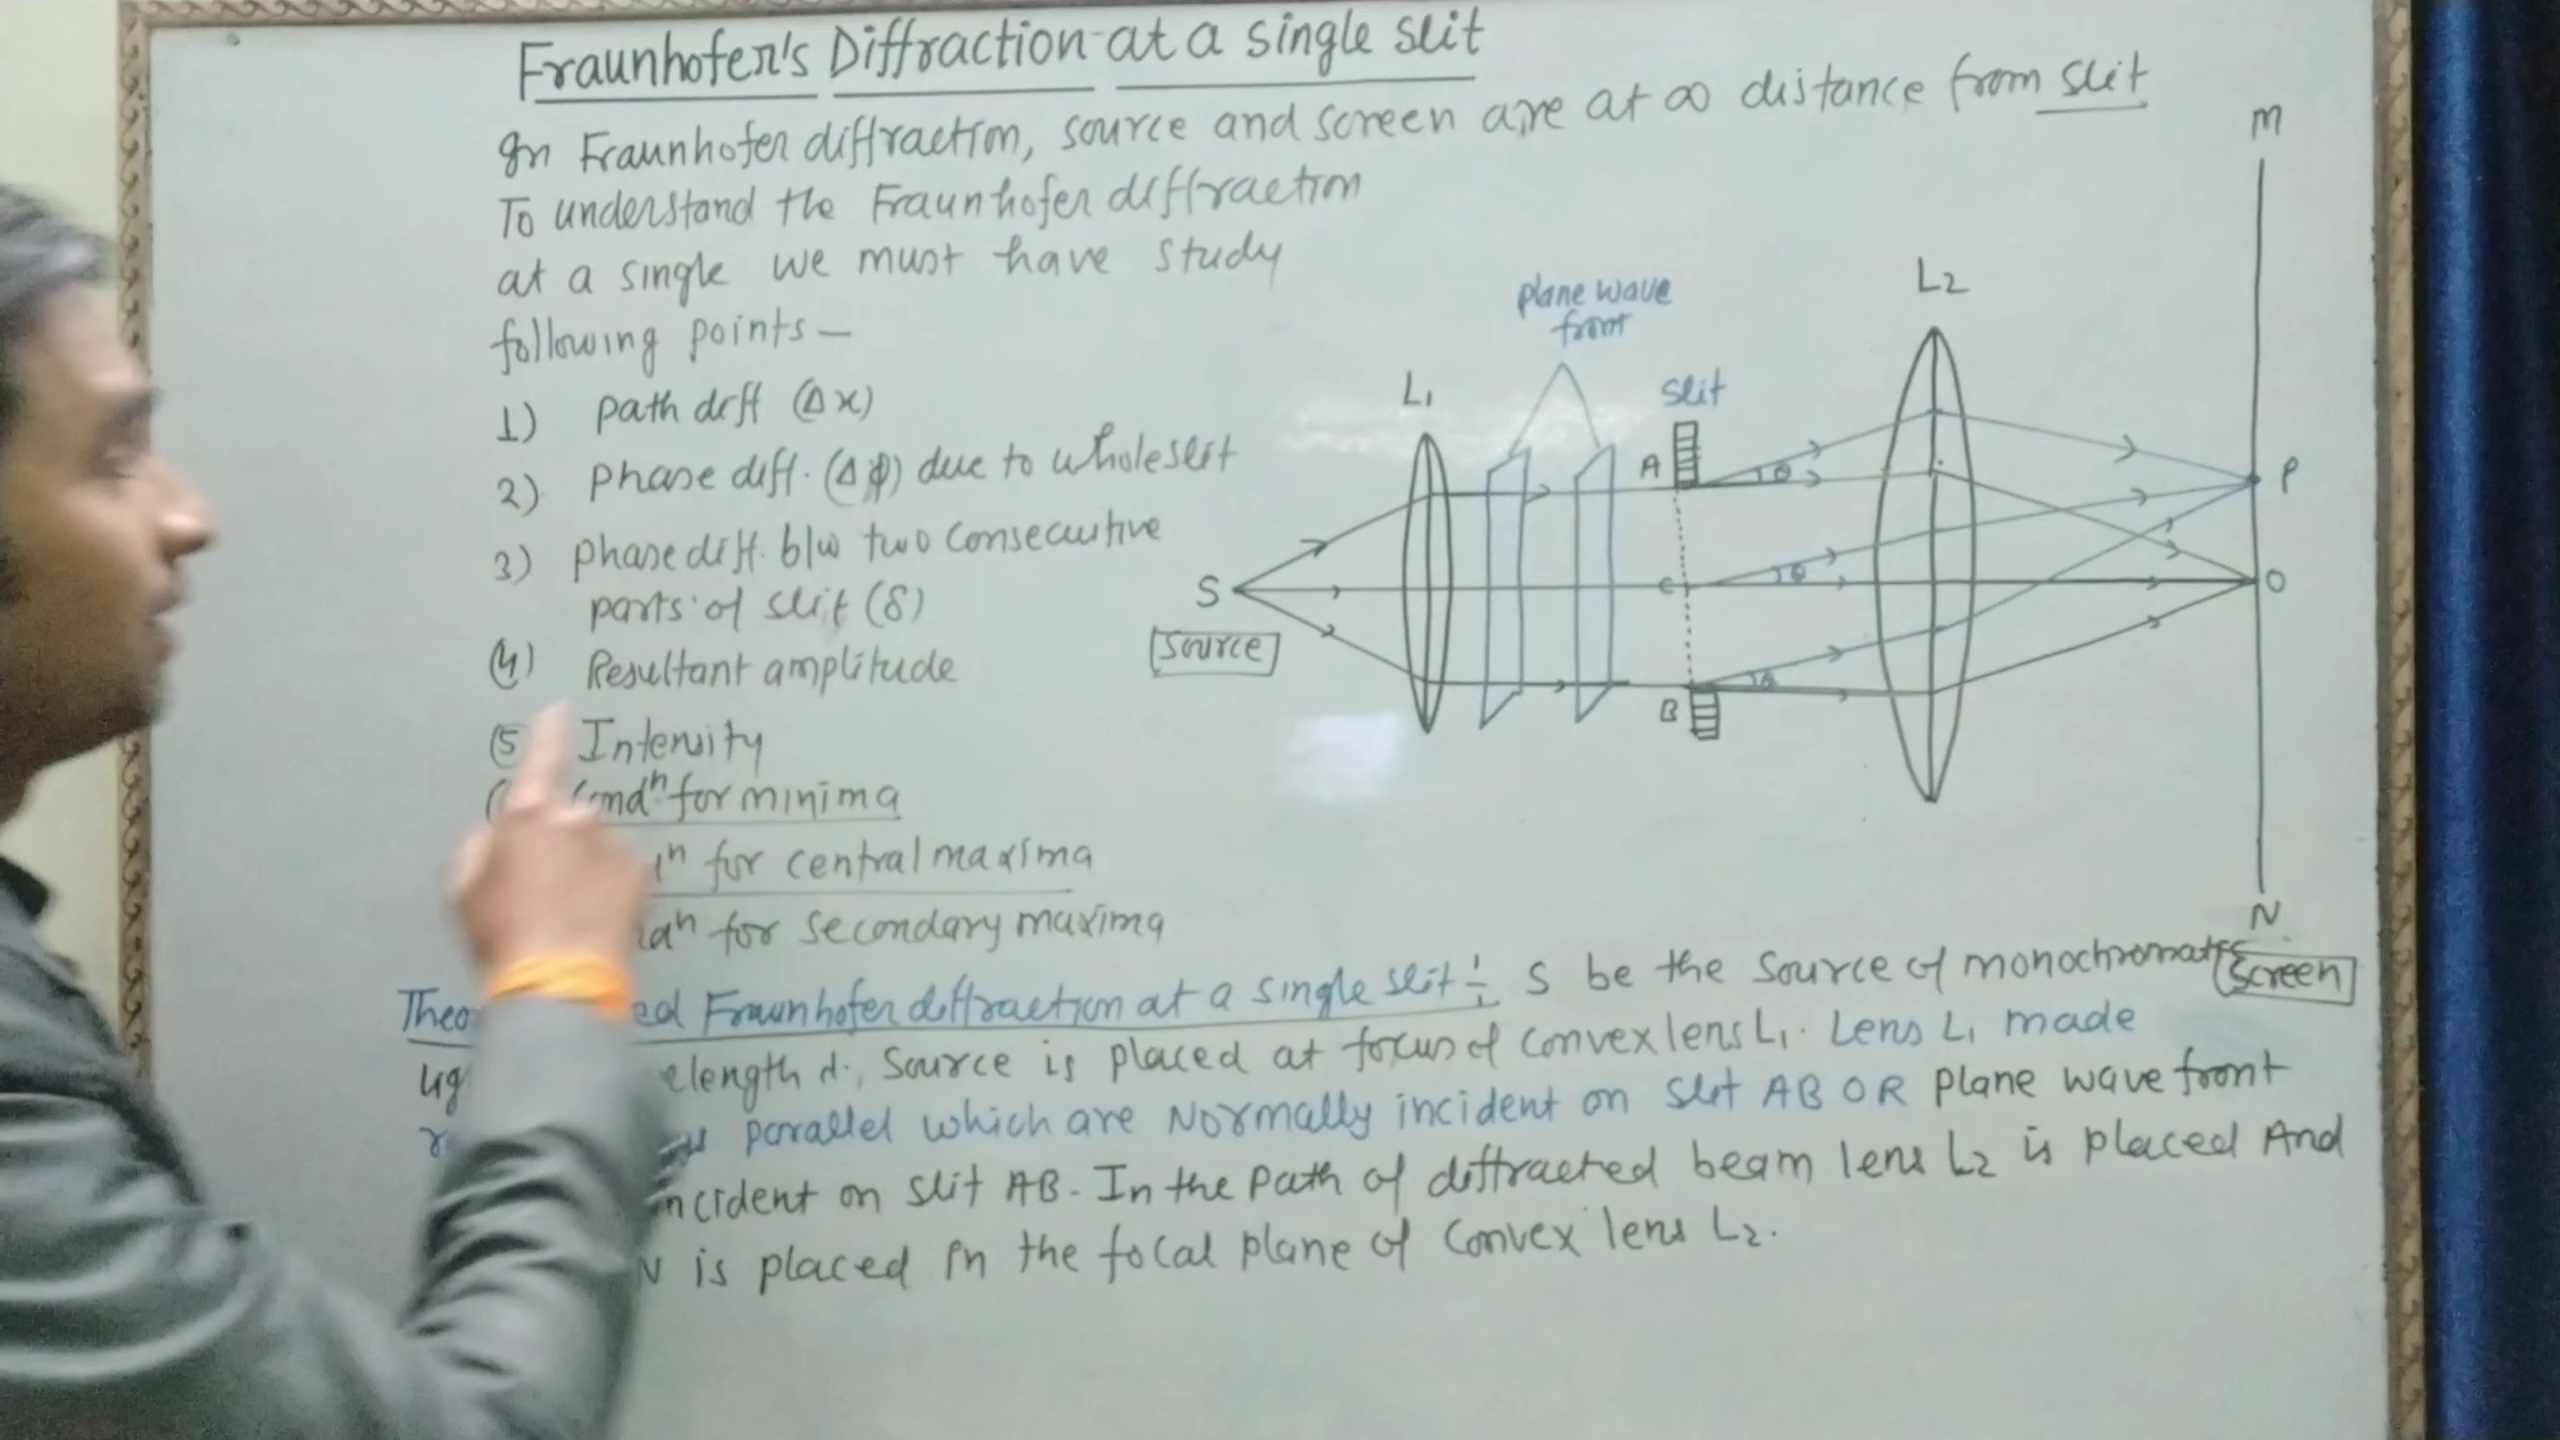 Fraunhofer's Diffraction at a single slit
In Fraunhofer diffraction, source and screen are at ∞ distance from slit
To understand the Fraunhofer diffraction
at a single we must have study
following points —
1) path diff (Δx)
2) phase diff. (Δϕ) due to whole slit
3) phase diff. b/w two consecutive
parts of slit (δ)
(4) Resultant amplitude
(5 Intensity
Condⁿ for minima
for central maxima
for secondary maxima
M
plane wave
front
L2
L1
slit
A
θ
P
θ
S
C
O
source
θ
B
N
screen
Fraunhofer diffraction at a single slit ÷ S be the source of monochromatic
Source is placed at focus of convex lens L1. Lens L1 made
parallel which are Normally incident on slit AB OR plane wave front
incident on slit AB. In the path of diffracted beam lens L2 is placed And
N is placed in the focal plane of convex lens L2.